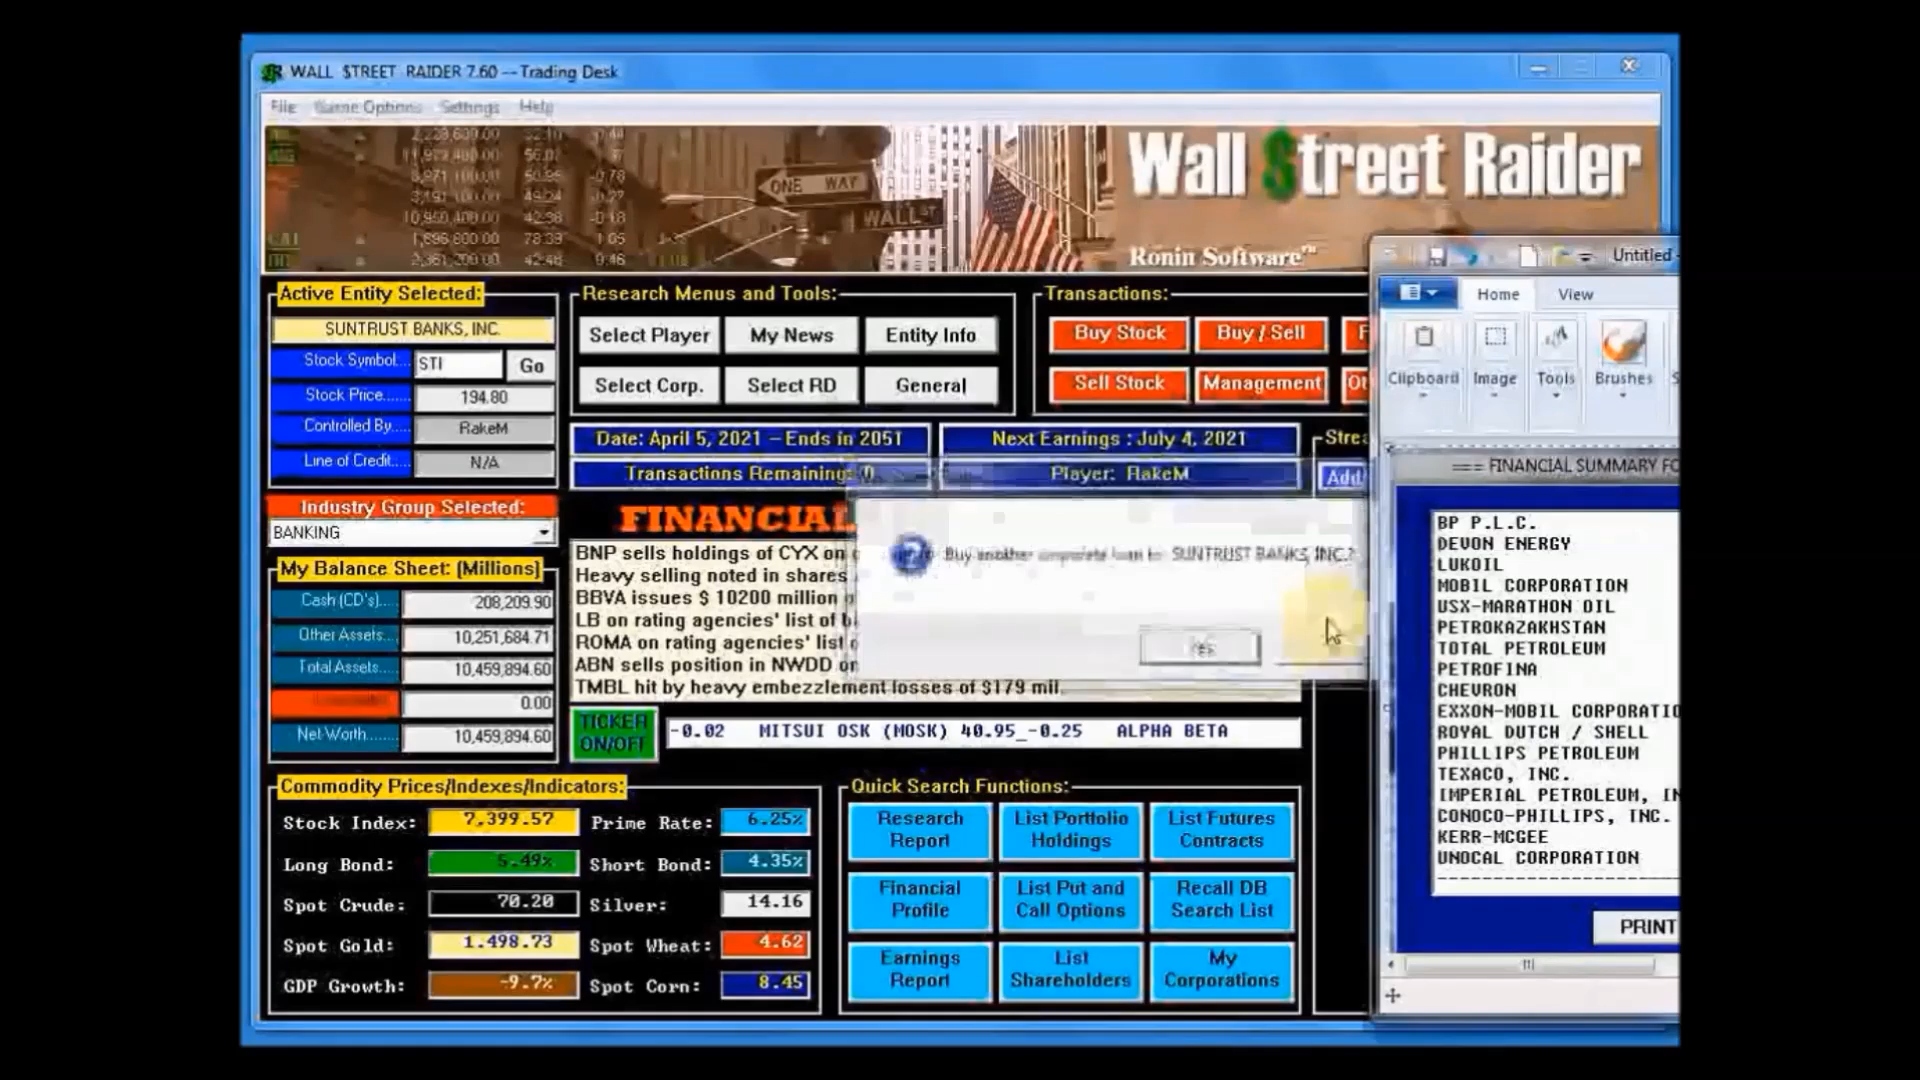 WALL $TREET RAIDER 7.60 -- Trading Desk
File Game Options Settings Help
Wall $treet Raider
Ronin Software™
ONE WAY
WALL ST
Active Entity Selected:
SUNTRUST BANKS, INC.
Stock Symbol... STI Go
Stock Price...... 194.80
Controlled By.... RakeM
Line of Credit.... N/A
Industry Group Selected:
BANKING
My Balance Sheet: (Millions)
Cash (CD's).... 208,209.90
Other Assets... 10,251,684.71
Total Assets... 10,459,894.60
0.00
Net Worth....... 10,459,894.60
Research Menus and Tools:
Select Player My News Entity Info
Select Corp. Select RD General
Transactions:
Buy Stock Buy / Sell
Sell Stock Management
Date: April 5, 2021 -- Ends in 2051
Next Earnings : July 4, 2021
Transactions Remaining: 0
Player: RakeM
Add
FINANCIAL
BNP sells holdings of CYX on
Heavy selling noted in shares
BBVA issues $ 10200 million
LB on rating agencies' list of
ROMA on rating agencies' list
ABN sells position in NWDD on
TMBL hit by heavy embezzlement losses of $179 mil.
Buy another corporate loan to SUNTRUST BANKS, INC.?
Yes
TICKER ON/OFF
-0.02 MITSUI OSK (MOSK) 40.95_-0.25 ALPHA BETA
Commodity Prices/Indexes/Indicators:
Stock Index: 7,399.57 Prime Rate: 6.25%
Long Bond: 5.49% Short Bond: 4.35%
Spot Crude: 70.20 Silver: 14.16
Spot Gold: 1,498.73 Spot Wheat: 4.62
GDP Growth: -9.7% Spot Corn: 8.45
Quick Search Functions:
Research Report
List Portfolio Holdings
List Futures Contracts
Financial Profile
List Put and Call Options
Recall DB Search List
Earnings Report
List Shareholders
My Corporations
Untitled -
Home View
Clipboard Image Tools Brushes
=== FINANCIAL SUMMARY FO
BP P.L.C.
DEVON ENERGY
LUKOIL
MOBIL CORPORATION
USX-MARATHON OIL
PETROKAZAKHSTAN
TOTAL PETROLEUM
PETROFINA
CHEVRON
EXXON-MOBIL CORPORATIO
ROYAL DUTCH / SHELL
PHILLIPS PETROLEUM
TEXACO, INC.
IMPERIAL PETROLEUM, IN
CONOCO-PHILLIPS, INC.
KERR-MCGEE
UNOCAL CORPORATION
PRINT